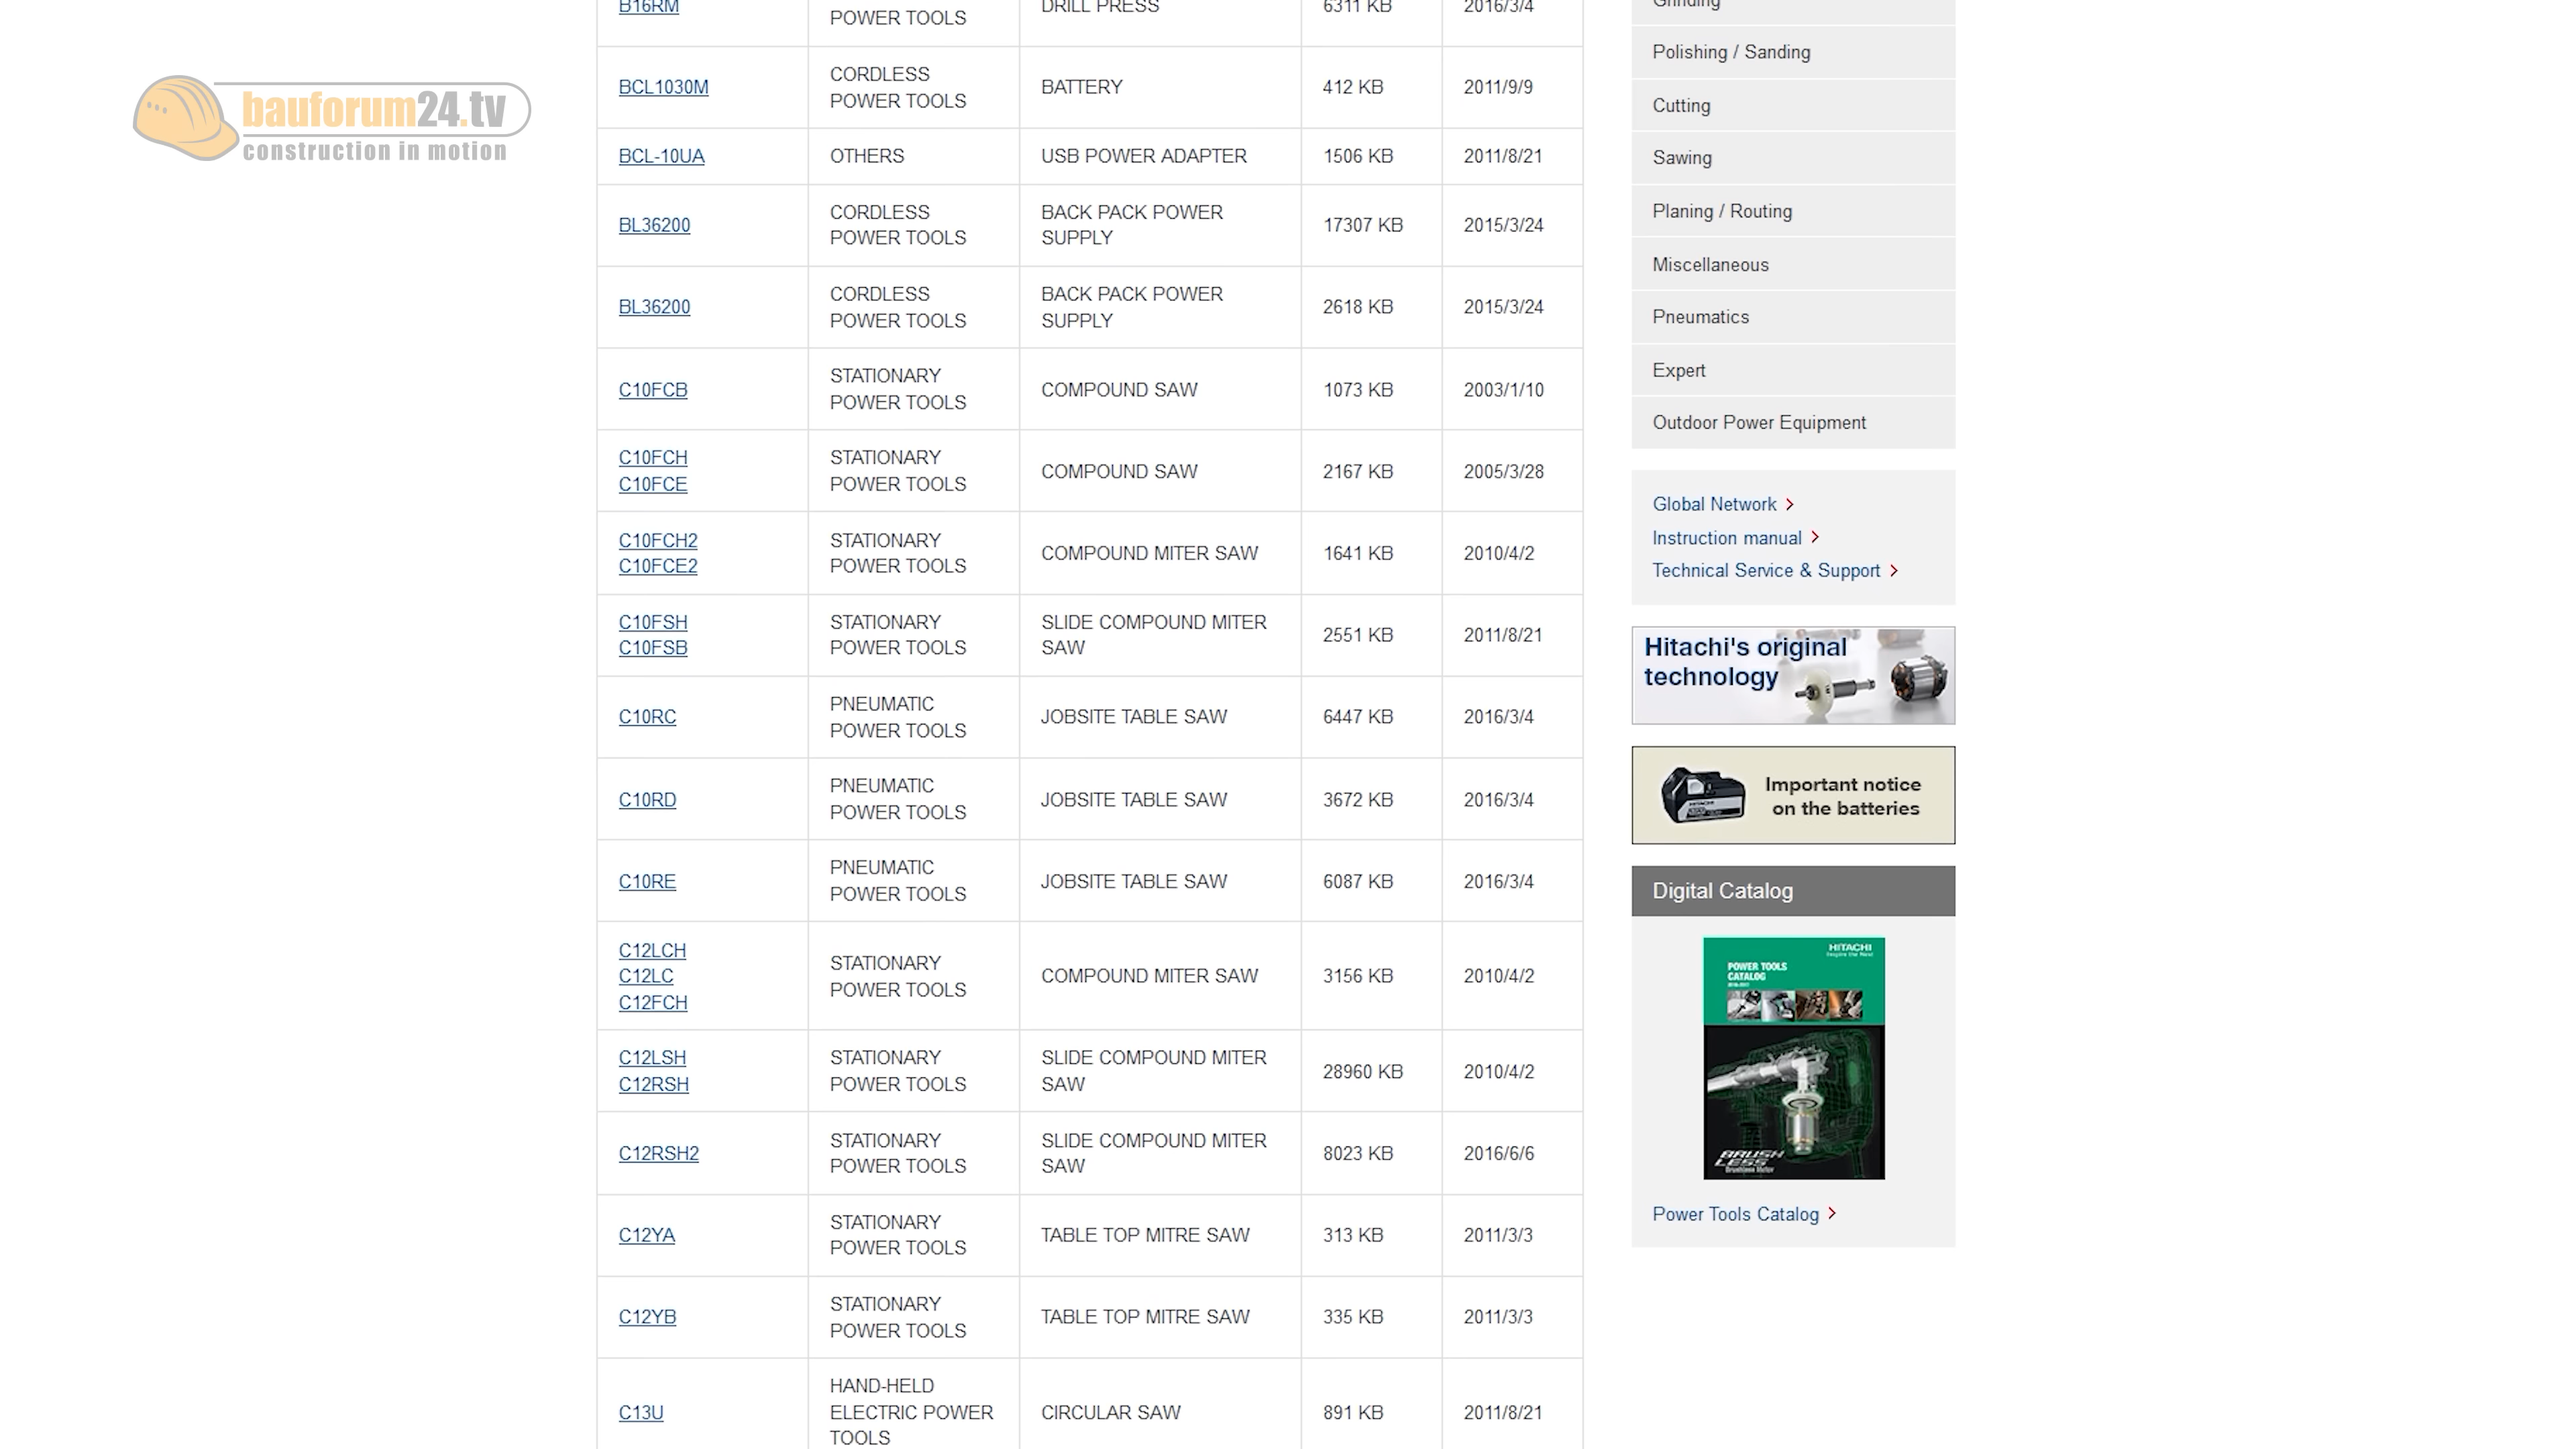 bauforum24.tv
construction in motion
B16RM
POWER TOOLS
DRILL PRESS
6311 KB
2016/3/4
BCL1030M
CORDLESS
POWER TOOLS
BATTERY
412 KB
2011/9/9
BCL-10UA
OTHERS
USB POWER ADAPTER
1506 KB
2011/8/21
BL36200
CORDLESS
POWER TOOLS
BACK PACK POWER
SUPPLY
17307 KB
2015/3/24
BL36200
CORDLESS
POWER TOOLS
BACK PACK POWER
SUPPLY
2618 KB
2015/3/24
C10FCB
STATIONARY
POWER TOOLS
COMPOUND SAW
1073 KB
2003/1/10
C10FCH
C10FCE
STATIONARY
POWER TOOLS
COMPOUND SAW
2167 KB
2005/3/28
C10FCH2
C10FCE2
STATIONARY
POWER TOOLS
COMPOUND MITER SAW
1641 KB
2010/4/2
C10FSH
C10FSB
STATIONARY
POWER TOOLS
SLIDE COMPOUND MITER
SAW
2551 KB
2011/8/21
C10RC
PNEUMATIC
POWER TOOLS
JOBSITE TABLE SAW
6447 KB
2016/3/4
C10RD
PNEUMATIC
POWER TOOLS
JOBSITE TABLE SAW
3672 KB
2016/3/4
C10RE
PNEUMATIC
POWER TOOLS
JOBSITE TABLE SAW
6087 KB
2016/3/4
C12LCH
C12LC
C12FCH
STATIONARY
POWER TOOLS
COMPOUND MITER SAW
3156 KB
2010/4/2
C12LSH
C12RSH
STATIONARY
POWER TOOLS
SLIDE COMPOUND MITER
SAW
28960 KB
2010/4/2
C12RSH2
STATIONARY
POWER TOOLS
SLIDE COMPOUND MITER
SAW
8023 KB
2016/6/6
C12YA
STATIONARY
POWER TOOLS
TABLE TOP MITRE SAW
313 KB
2011/3/3
C12YB
STATIONARY
POWER TOOLS
TABLE TOP MITRE SAW
335 KB
2011/3/3
C13U
HAND-HELD
ELECTRIC POWER
TOOLS
CIRCULAR SAW
891 KB
2011/8/21
Grinding
Polishing / Sanding
Cutting
Sawing
Planing / Routing
Miscellaneous
Pneumatics
Expert
Outdoor Power Equipment
Global Network
Instruction manual
Technical Service & Support
Hitachi's original
technology
HITACHI
Important notice
on the batteries
Digital Catalog
HITACHI
Inspire the Next
POWER TOOLS
CATALOG
BRUSH
LESS
Brushless Motor
Power Tools Catalog